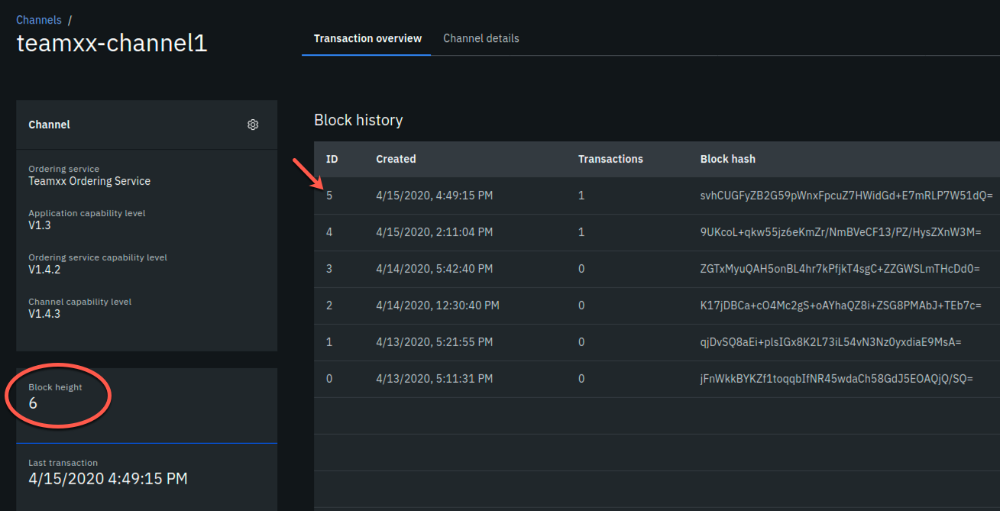 Channels /
teamxx-channel1
Transaction overview Channel details
Channel
Ordering service
Teamxx Ordering Service
Application capability level
V1.3
Ordering service capability level
V1.4.2
Channel capability level
V1.4.3
Block height
6
Last transaction
4/15/2020 4:49:15 PM
Block history
ID Created Transactions Block hash
5 4/15/2020, 4:49:15 PM 1 svhCUGFyZB2G59pWnxFpcuZ7HWidGd+E7mRLP7W51dQ=
4 4/15/2020, 2:11:04 PM 1 9UKcoL+qkw55jz6eKmZr/NmBVeCF13/PZ/HysZXnW3M=
3 4/14/2020, 5:42:40 PM 0 ZGTxMyuQAH5onBL4hr7kPfjkT4sgC+ZZGWSLmTHcDd0=
2 4/14/2020, 12:30:40 PM 0 K17jDBCa+cO4Mc2gS+oAYhaQZ8i+ZSG8PMAbJ+TEb7c=
1 4/13/2020, 5:21:55 PM 0 qjDvSQ8aEi+plsIGx8K2L73iL54vN3Nz0yxdiaE9MsA=
0 4/13/2020, 5:11:31 PM 0 jFnWkkBYKZf1toqqbIfNR45wdaCh58GdJ5EOAQjQ/SQ=